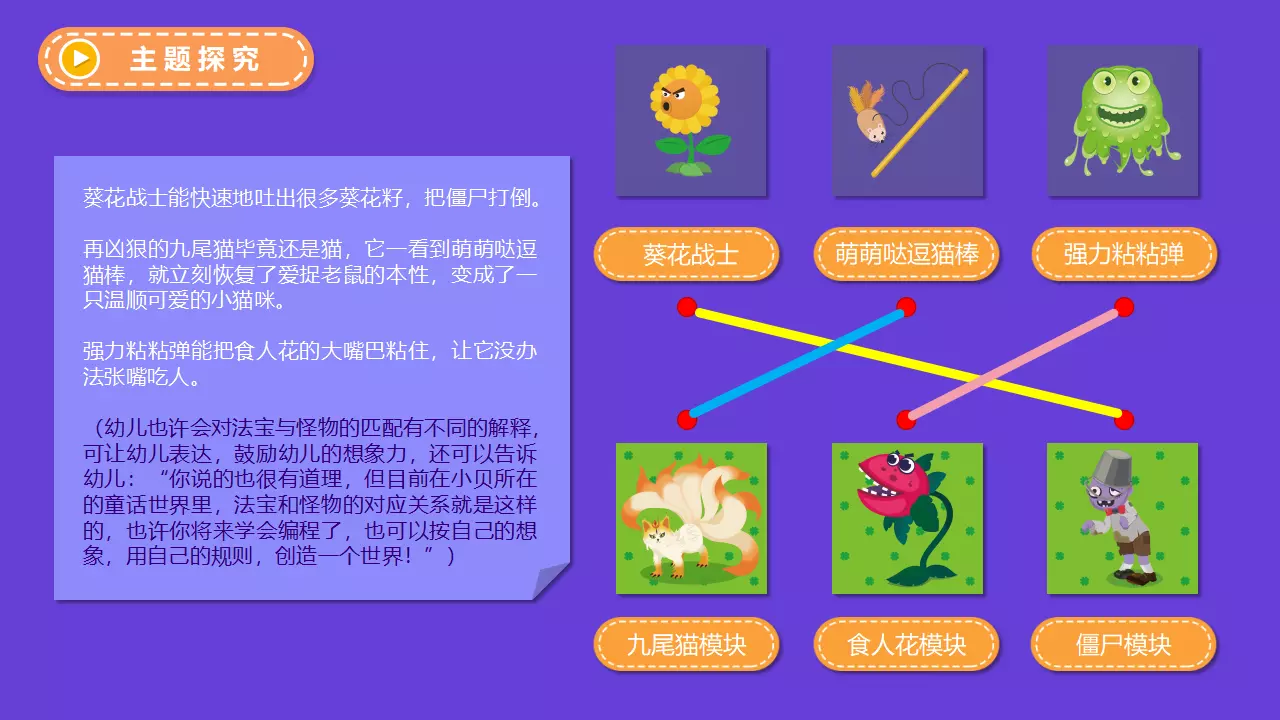 主题探究
葵花战士能快速地吐出很多葵花籽，把僵尸打倒。
再凶狠的九尾猫毕竟还是猫，它一看到萌萌哒逗
猫棒，就立刻恢复了爱捉老鼠的本性，变成了一
只温顺可爱的小猫咪。
强力粘粘弹能把食人花的大嘴巴粘住，让它没办
法张嘴吃人。
（幼儿也许会对法宝与怪物的匹配有不同的解释，
可让幼儿表达，鼓励幼儿的想象力，还可以告诉
幼儿：“你说的也很有道理，但目前在小贝所在
的童话世界里，法宝和怪物的对应关系就是这样
的，也许你将来学会编程了，也可以按自己的想
象，用自己的规则，创造一个世界！”）
葵花战士
萌萌哒逗猫棒
强力粘粘弹
九尾猫模块
食人花模块
僵尸模块